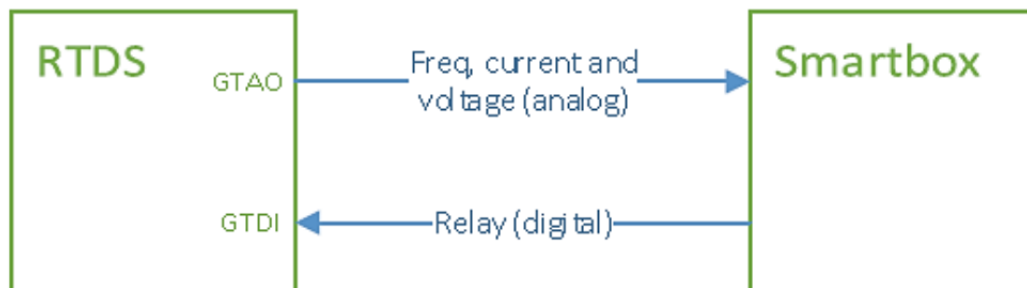 RTDS
GTAO
Freq, current and
voltage (analog)
Smartbox
GTDI
Relay (digital)